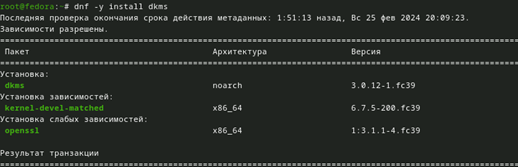 root@fedora:~# dnf -y install dkms
Последняя проверка окончания срока действия метаданных: 1:51:13 назад, Вс 25 фев 2024 20:09:23.
Зависимости разрешены.
================================================================================
Пакет Архитектура Версия
================================================================================
Установка:
dkms noarch 3.0.12-1.fc39
Установка зависимостей:
kernel-devel-matched x86_64 6.7.5-200.fc39
Установка слабых зависимостей:
openssl x86_64 1:3.1.1-4.fc39
Результат транзакции
================================================================================